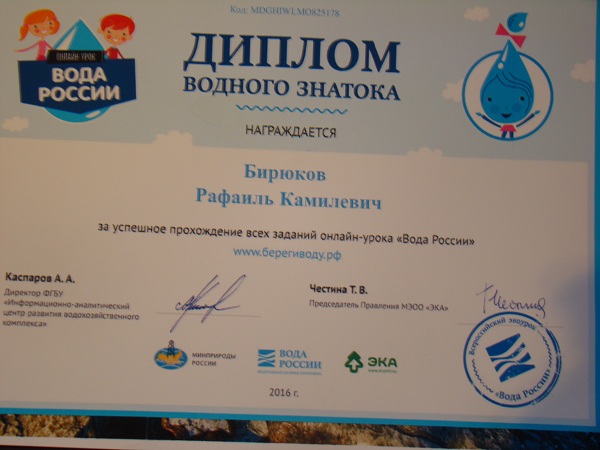 Код: MDGHIWLMO825178
ОНЛАЙН-УРОК
ВОДА
РОССИИ
ДИПЛОМ
ВОДНОГО ЗНАТОКА
НАГРАЖДАЕТСЯ
Бирюков
Рафаиль Камилевич
за успешное прохождение всех заданий онлайн-урока «Вода России»
www.берегиводу.рф
Каспаров А. А.
Директор ФГБУ
«Информационно-аналитический
центр развития водохозяйственного
комплекса»
Честина Т. В.
Председатель Правления МЭОО «ЭКА»
МИНПРИРОДЫ
РОССИИ
ВОДА
РОССИИ
ЭКА
Всероссийский экоурок
«Вода России»
2016 г.